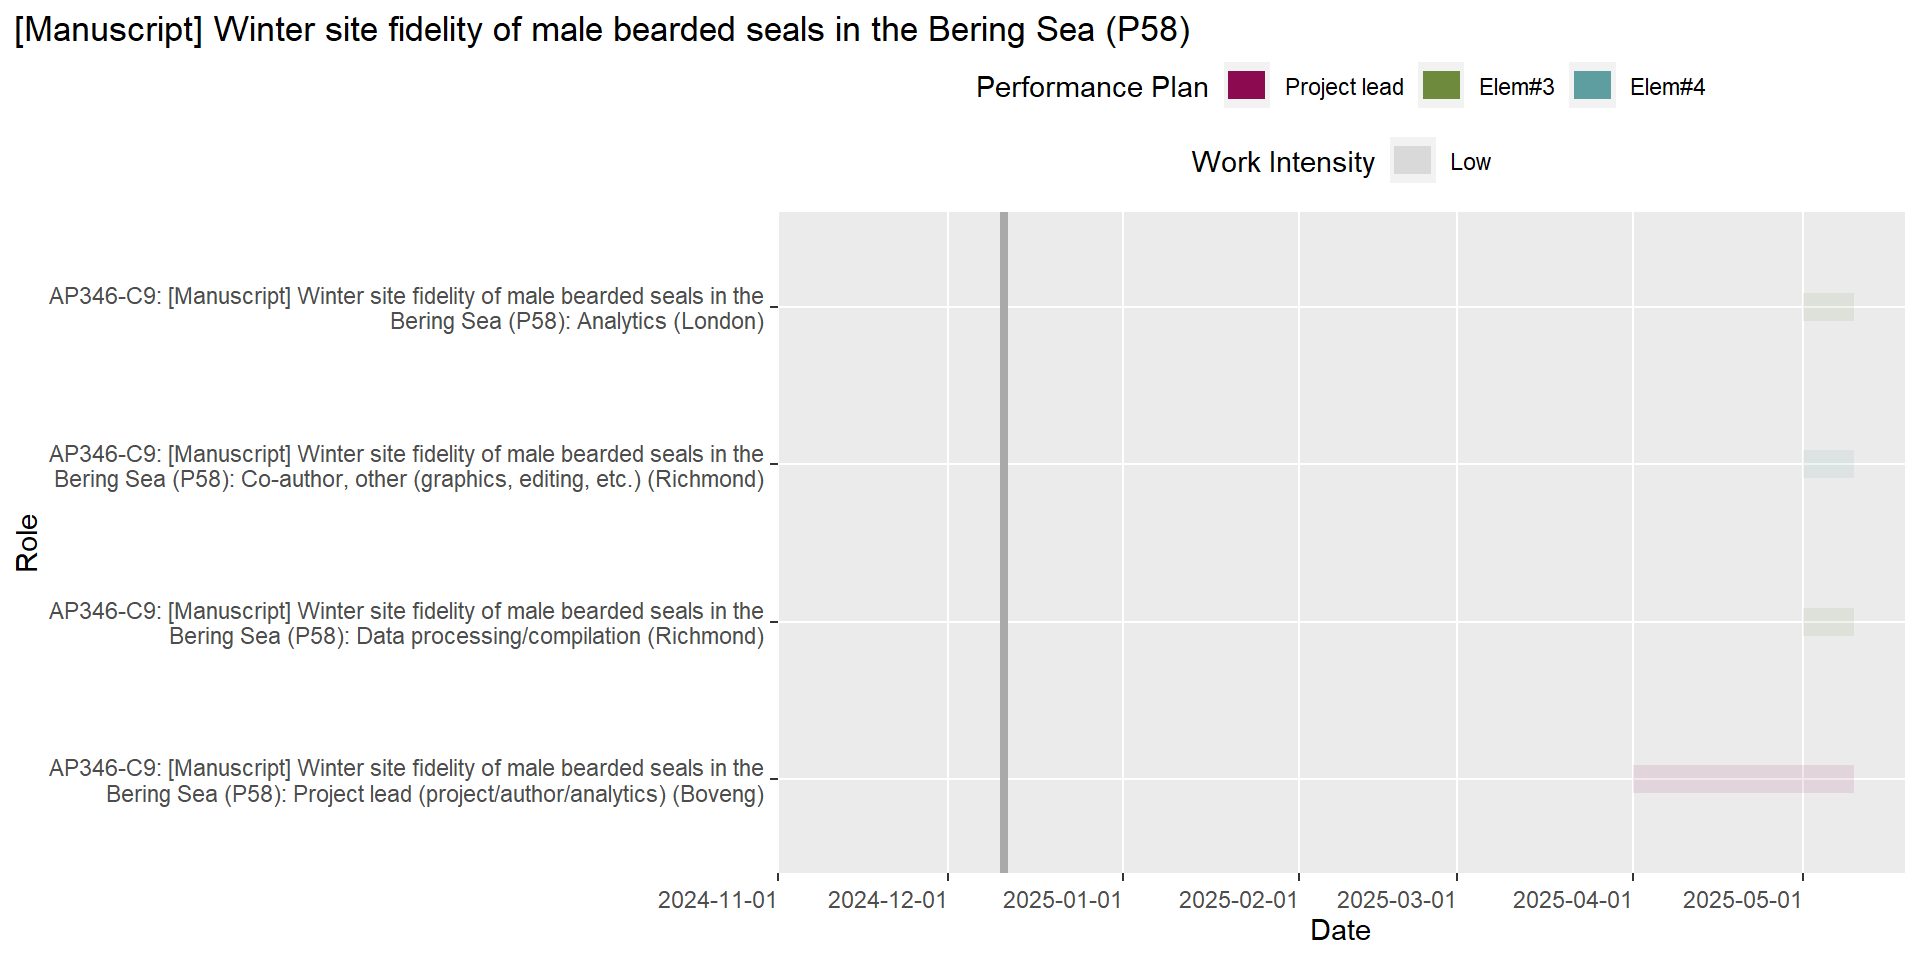 [Manuscript] Winter site fidelity of male bearded seals in the Bering Sea (P58)
Performance Plan Project lead Elem#3 Elem#4
Work Intensity Low
AP346-C9: [Manuscript] Winter site fidelity of male bearded seals in the
Bering Sea (P58): Analytics (London)
AP346-C9: [Manuscript] Winter site fidelity of male bearded seals in the
Bering Sea (P58): Co-author, other (graphics, editing, etc.) (Richmond)
Role
AP346-C9: [Manuscript] Winter site fidelity of male bearded seals in the
Bering Sea (P58): Data processing/compilation (Richmond)
AP346-C9: [Manuscript] Winter site fidelity of male bearded seals in the
Bering Sea (P58): Project lead (project/author/analytics) (Boveng)
2024-11-01 2024-12-01 2025-01-01 2025-02-01 2025-03-01 2025-04-01 2025-05-01
Date